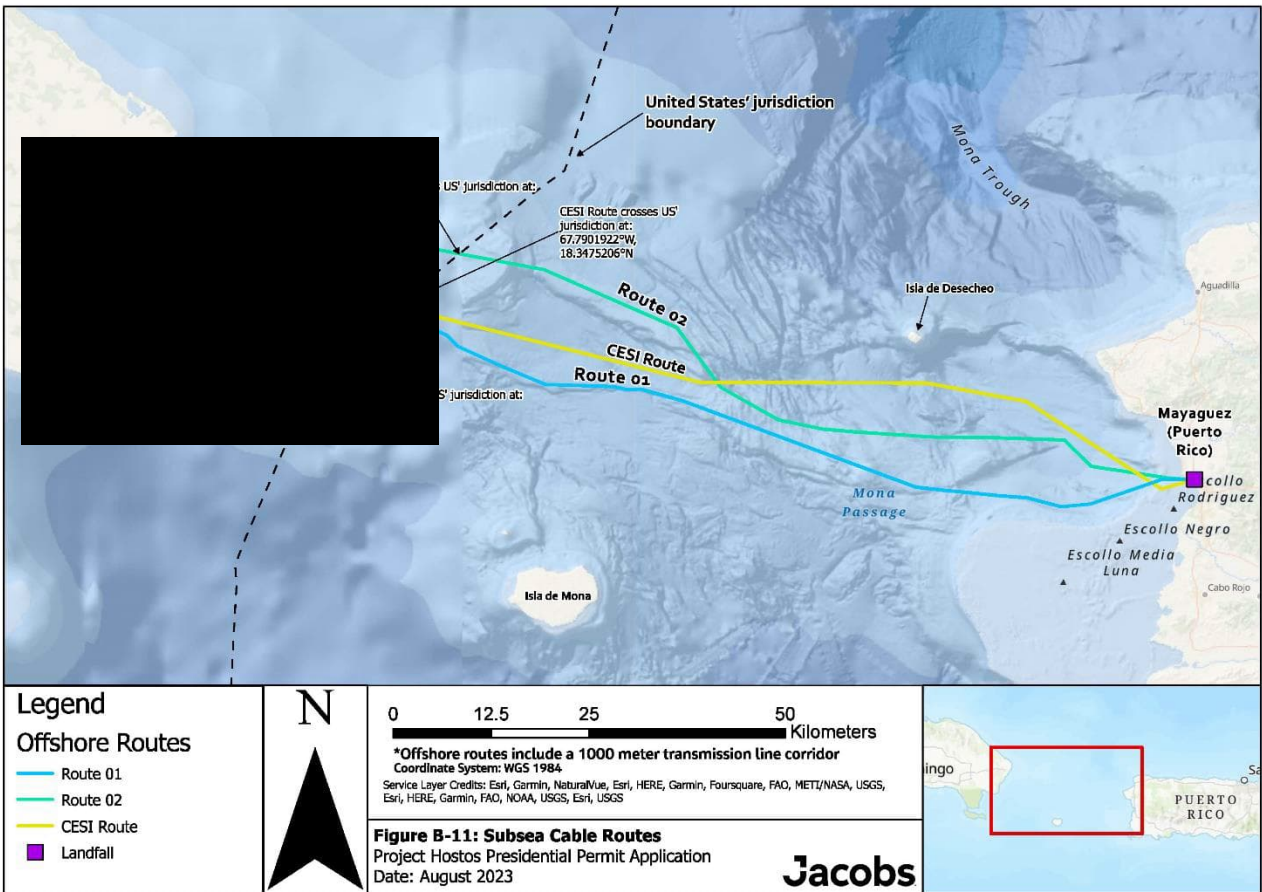 United States' jurisdiction
boundary
Mona Trough
US' jurisdiction at:
CESI Route crosses US'
jurisdiction at:
67.7901922°W,
18.3475206°N
Isla de Desecheo
Aguadilla
Route 02
CESI Route
Route 01
US' jurisdiction at:
Mayaguez
(Puerto
Rico)
collo
Rodriguez
Mona
Passage
Escollo Negro
Escollo Media
Luna
Isla de Mona
Cabo Rojo
Legend
Offshore Routes
Route 01
Route 02
CESI Route
Landfall
N
0 12.5 25 50
Kilometers
*Offshore routes include a 1000 meter transmission line corridor
Coordinate System: WGS 1984
Service Layer Credits: Esri, Garmin, NaturalVue, Esri, HERE, Garmin, Foursquare, FAO, METI/NASA, USGS,
Esri, HERE, Garmin, FAO, NOAA, USGS, Esri, USGS
Figure B-11: Subsea Cable Routes
Project Hostos Presidential Permit Application
Date: August 2023
Jacobs
ingo
Sa
PUERTO
RICO